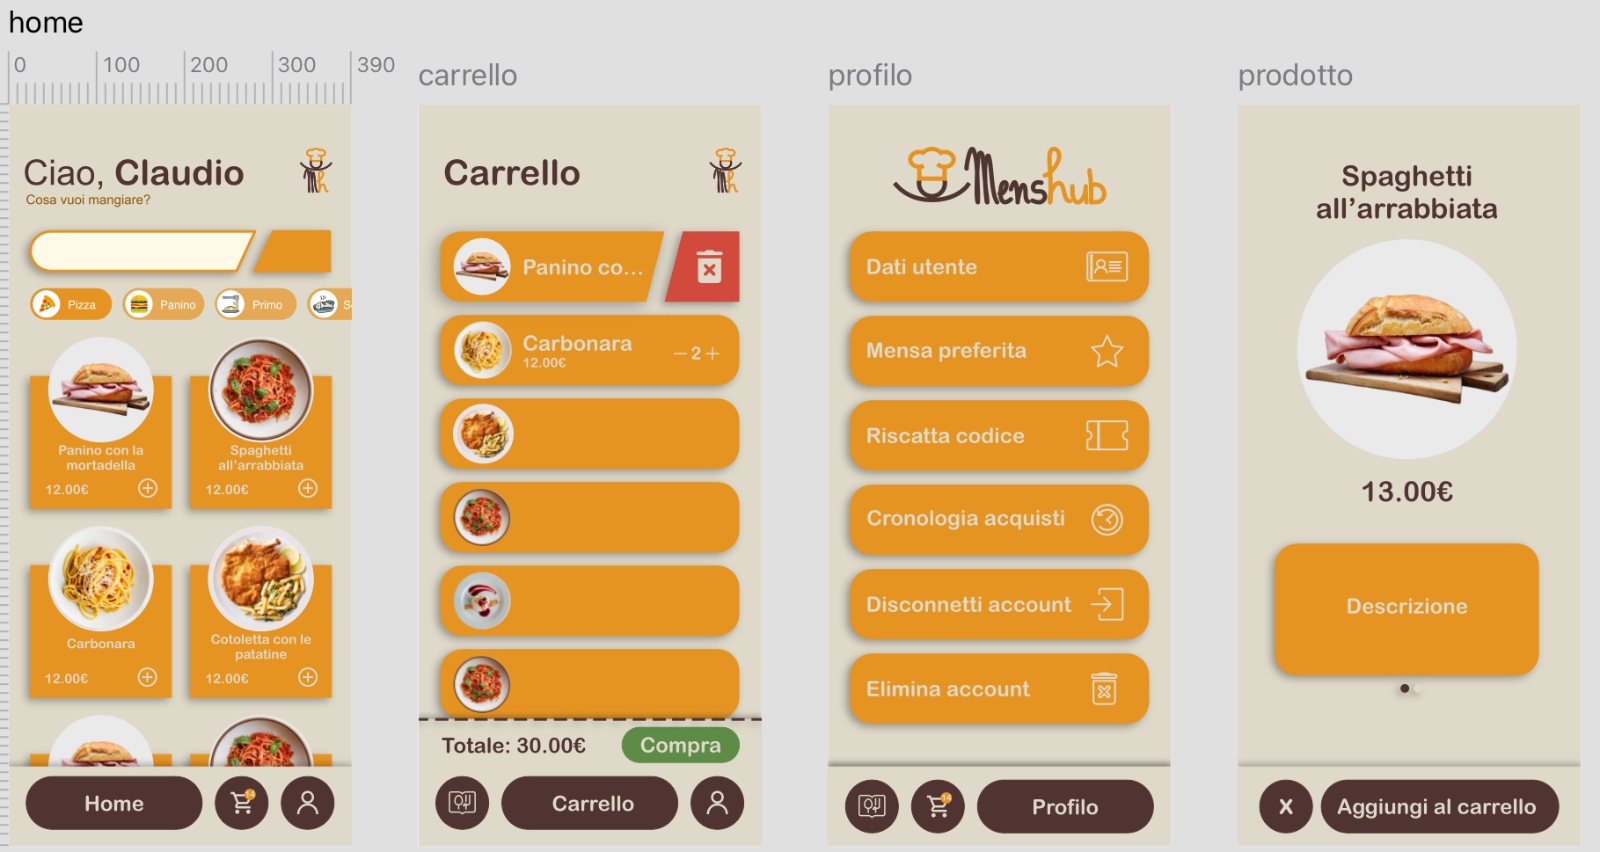 home
0 100 200 300 390
Ciao, Claudio
Cosa vuoi mangiare?
Pizza
Panino
Primo
S
Panino con la
mortadella
12.00€
Spaghetti
all’arrabbiata
12.00€
Carbonara
12.00€
Cotoletta con le
patatine
12.00€
Home
14
carrello
Carrello
Panino co...
Carbonara
12.00€
2
Totale: 30.00€
Compra
Carrello
profilo
Menshub
Dati utente
Mensa preferita
Riscatta codice
Cronologia acquisti
Disconnetti account
Elimina account
14
Profilo
prodotto
Spaghetti
all’arrabbiata
13.00€
Descrizione
X
Aggiungi al carrello